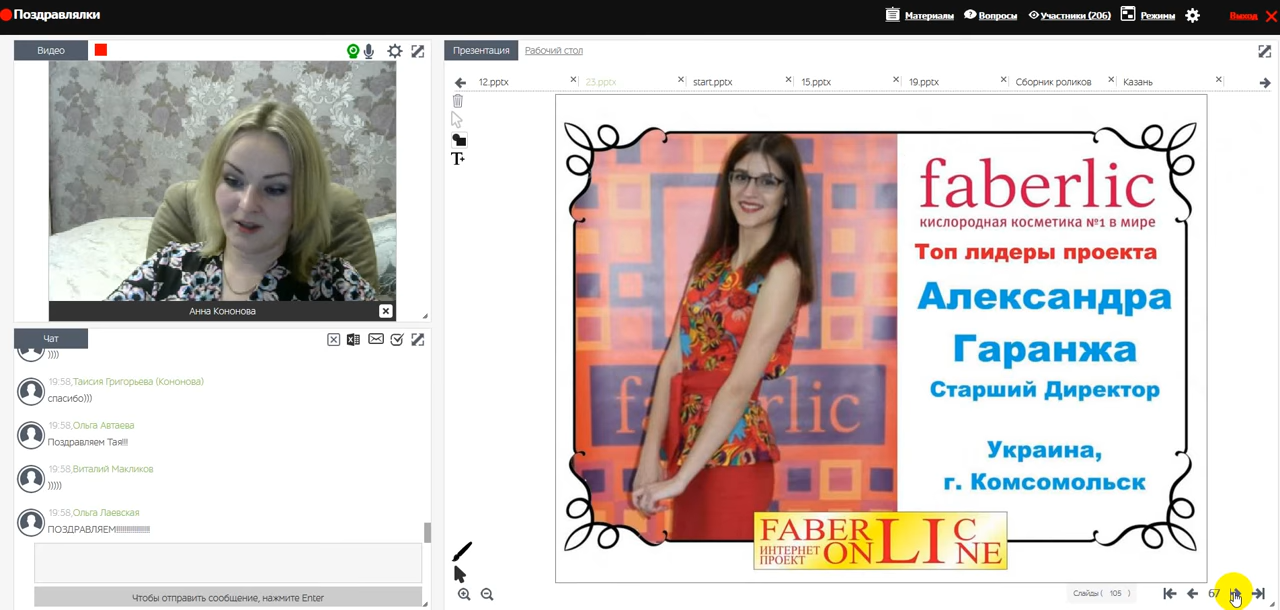 Поздравлялки
Материалы
Вопросы
Участники (206)
Режимы
Выход
Видео
Анна Кононова
Чат
))))
19:58,Таисия Григорьева (Кононова)
спасибо)))
19:58,Ольга Автаева
Поздравляем Тая!!!
19:58,Виталий Макликов
)))))
19:58,Ольга Лаевская
ПОЗДРАВЛЯЕМ!!!!!!!!!!!!!!!!!!
Чтобы отправить сообщение, нажмите Enter
Презентация
Рабочий стол
12.pptx
23.pptx
start.pptx
15.pptx
19.pptx
Сборник роликов
Казань
faberlic
faberlic
кислородная косметика №1 в мире
Топ лидеры проекта
Александра
Гаранжа
Старший Директор
Украина,
г. Комсомольск
FABERLIC
ИНТЕРНЕТ
ПРОЕКТ
ONLINE
Слайды ( 105 )
67